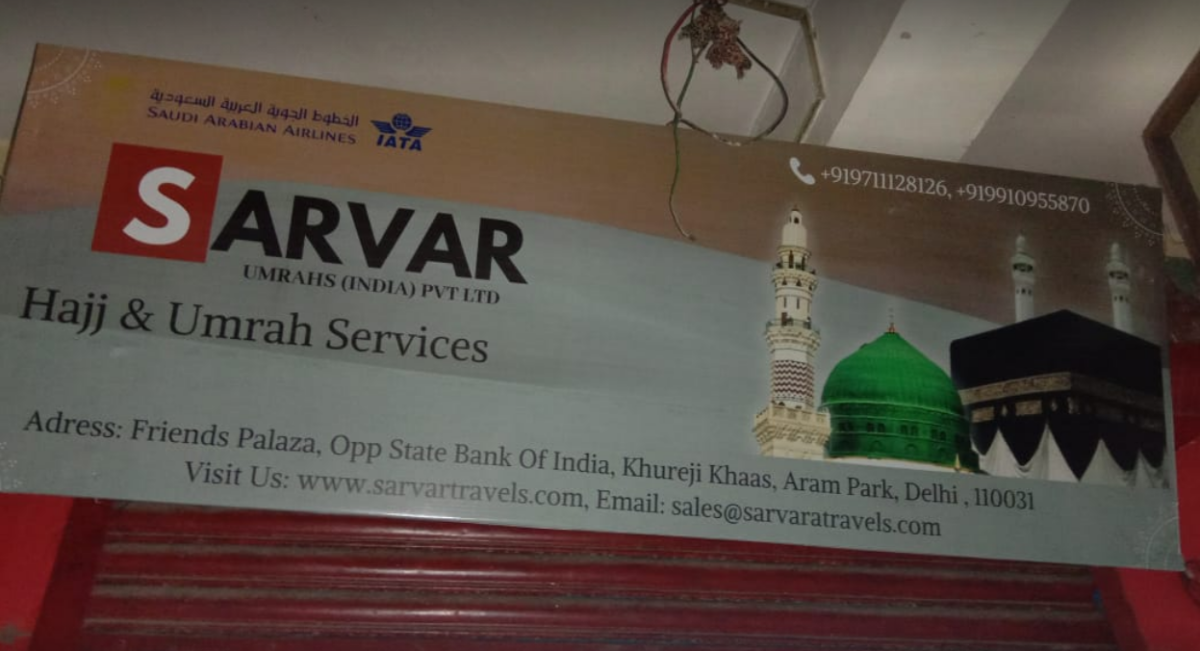 الخطوط الجوية العربية السعودية
SAUDI ARABIAN AIRLINES
IATA
+919711128126, +919910955870
SARVAR
UMRAHS (INDIA) PVT LTD
Hajj & Umrah Services
Adress: Friends Palaza, Opp State Bank Of India, Khureji Khaas, Aram Park, Delhi , 110031
Visit Us: www.sarvartravels.com, Email: sales@sarvaratravels.com